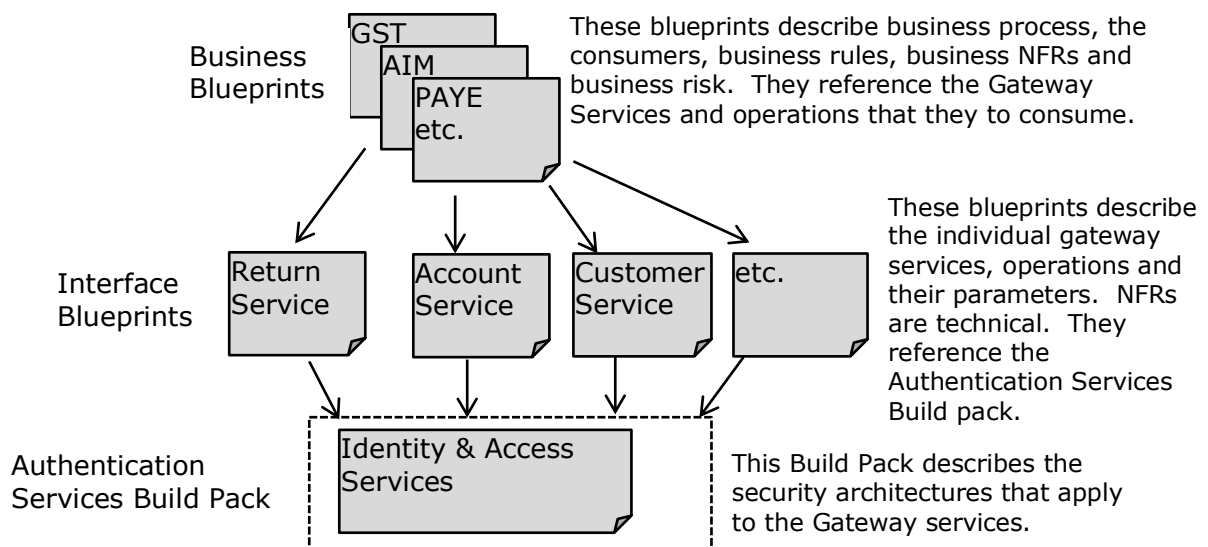 Business
Blueprints
GST
AIM
PAYE
etc.
These blueprints describe business process, the
consumers, business rules, business NFRs and
business risk.  They reference the Gateway
Services and operations that they to consume.
Interface
Blueprints
Return
Service
Account
Service
Customer
Service
etc.
These blueprints describe
the individual gateway
services, operations and
their parameters.  NFRs
are technical.  They
reference the
Authentication Services
Build pack.
Authentication
Services Build Pack
Identity & Access
Services
This Build Pack describes the
security architectures that apply
to the Gateway services.